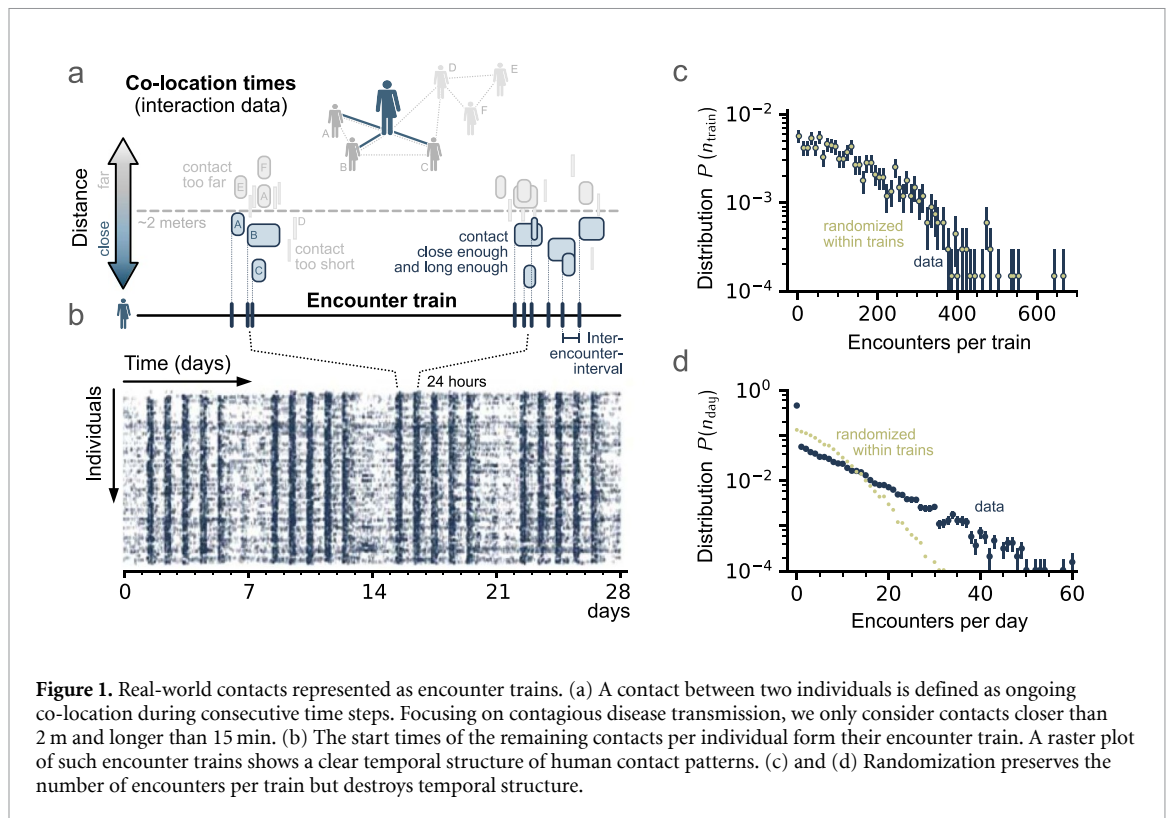 a
Co-location times
(interaction data)
D
E
F
A
B
C
Distance
far
close
contact
too far
F
E
A
~2 meters
A
B
C
D
contact
too short
contact
close enough
and long enough
Encounter train
b
Inter-
encounter-
interval
Time (days)
24 hours
Individuals
0 7 14 21 28
days
c
Distribution P (n_train)
10⁻²
10⁻³
10⁻⁴
randomized
within trains
data
0 200 400 600
Encounters per train
d
Distribution P(n_day)
10⁰
10⁻²
10⁻⁴
randomized
within trains
data
0 20 40 60
Encounters per day
Figure 1. Real-world contacts represented as encounter trains. (a) A contact between two individuals is defined as ongoing
co-location during consecutive time steps. Focusing on contagious disease transmission, we only consider contacts closer than
2 m and longer than 15 min. (b) The start times of the remaining contacts per individual form their encounter train. A raster plot
of such encounter trains shows a clear temporal structure of human contact patterns. (c) and (d) Randomization preserves the
number of encounters per train but destroys temporal structure.